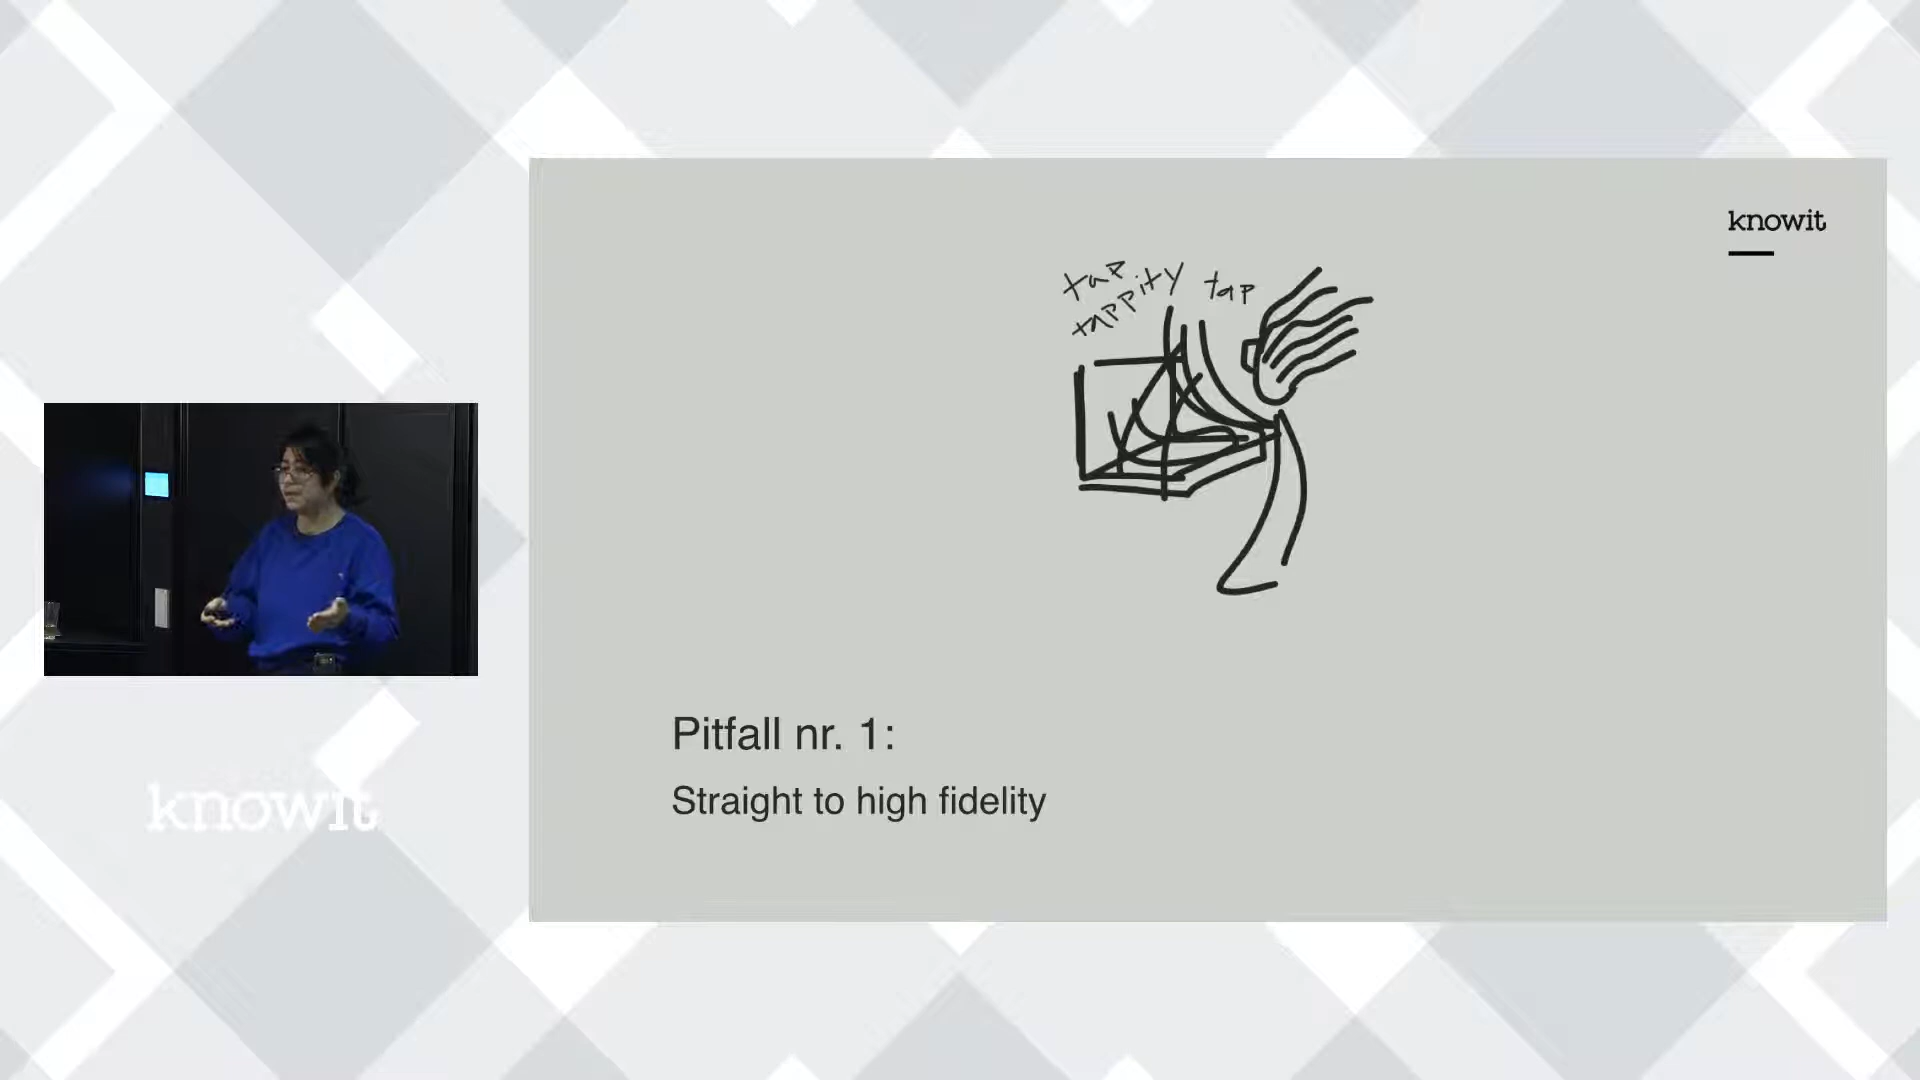 knowit
tap
tappity tap
Pitfall nr. 1:
Straight to high fidelity
knowit